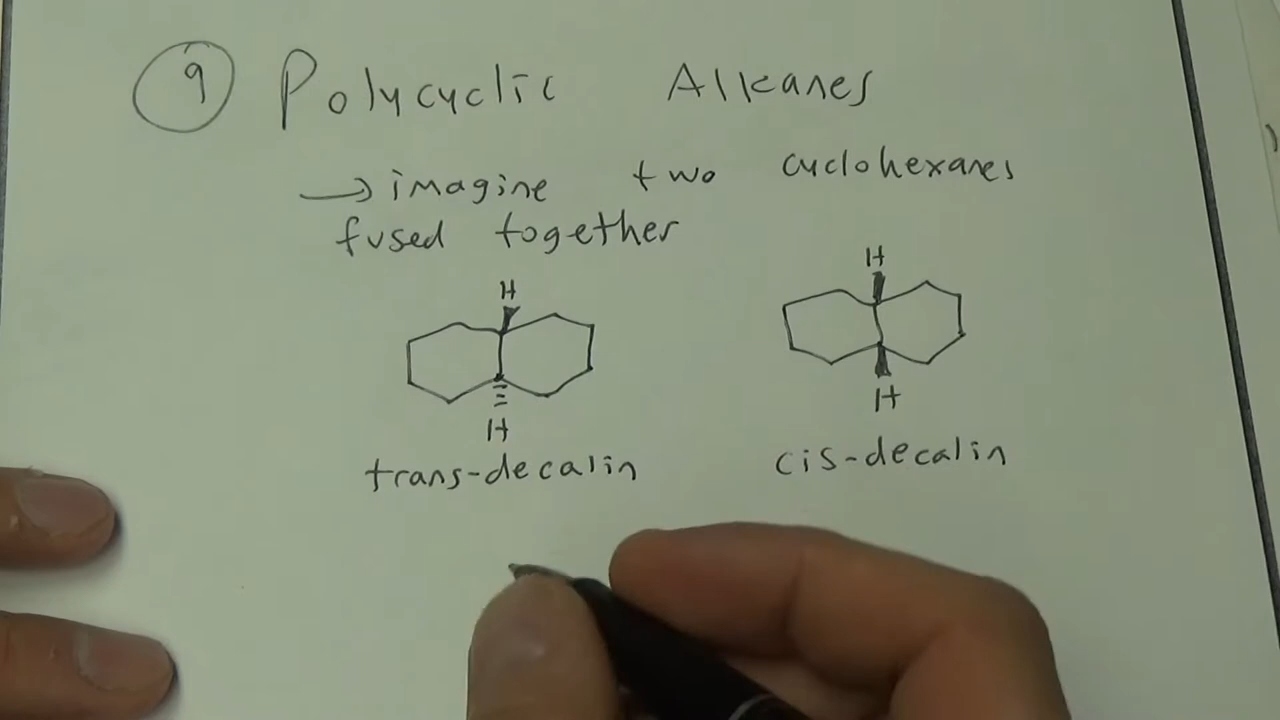 9 Polycyclic Alkanes
→ imagine two cyclohexanes
fused together
H
H
H
H
trans-decalin
cis-decalin